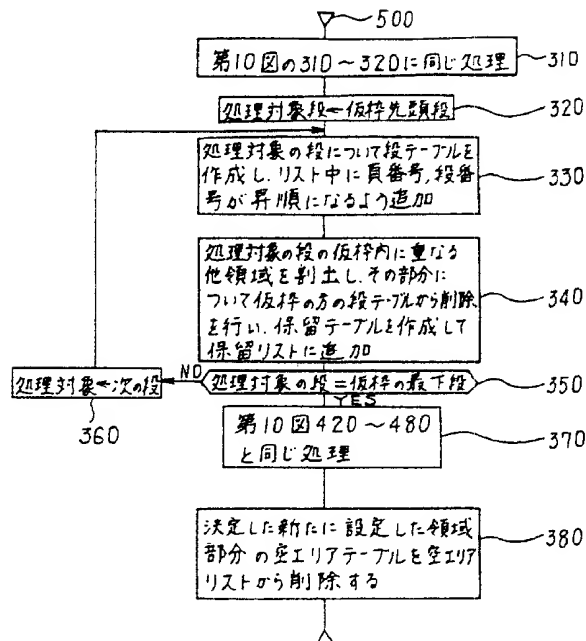 500
第10図の310～320に同じ処理
310
処理対象段←仮枠先頭段
320
処理対象の段について段テーブルを
作成し、リスト中に頁番号、段番
号が昇順になるよう追加
330
処理対象の段の仮枠内に重なる
他領域を割出し、その部分に
ついて仮枠の方の段テーブルから削除
を行い、保留テーブルを作成して
保留リストに追加
340
処理対象の段=仮枠の最下段
350
NO
YES
処理対象←次の段
360
第10図420～480
と同じ処理
370
決定した新たに設定した領域
部分の空エリアテーブルを空エリア
リストから削除する
380